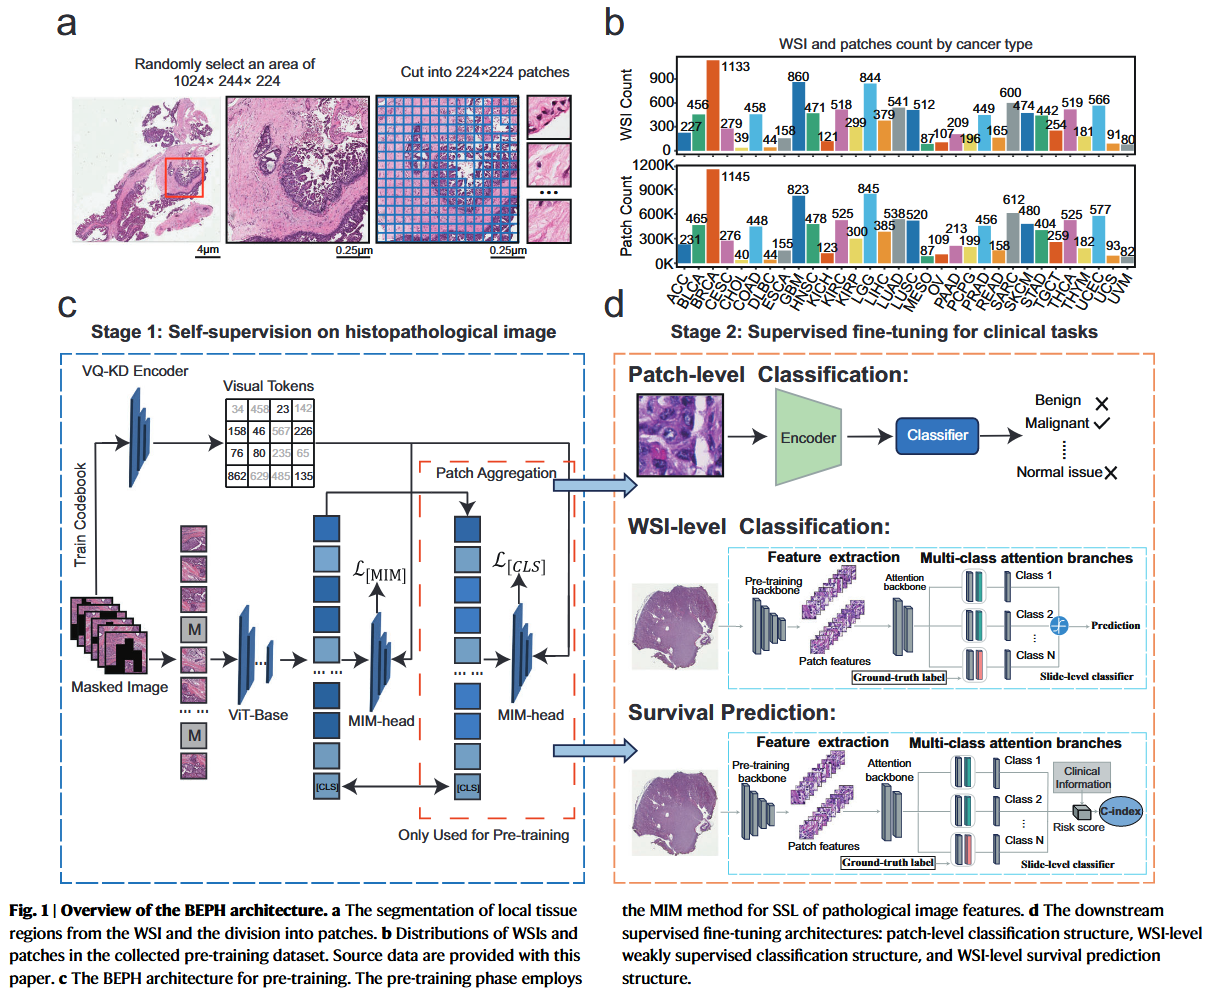 a
Randomly select an area of
1024× 244× 224
Cut into 224×224 patches
4μm
0.25μm
...
0.25μm
b
WSI and patches count by cancer type
WSI Count
900
600
300
0
227
456
1133
279
39
458
44
158
860
471
121
518
299
844
379
541
512
87
107
209
196
449
165
600
474
442
254
519
181
566
91
80
Patch Count
1200K
900K
600K
300K
0K
231
465
1145
276
40
448
44
155
823
478
123
525
300
845
385
538
520
87
109
213
199
456
158
612
480
404
259
525
182
577
93
82
ACC
BLCA
BRCA
CESC
CHOL
COAD
DLBC
ESCA
GBM
HNSC
KICH
KIRC
KIRP
LGG
LIHC
LUAD
LUSC
MESO
OV
PAAD
PCPG
PRAD
READ
SARC
SKCM
STAD
TGCT
THCA
THYM
UCEC
UCS
UVM
c
Stage 1: Self-supervision on histopathological image
VQ-KD Encoder
Visual Tokens
34 458 23 142
158 46 567 226
76 80 235 65
862 629 485 135
Train Codebook
Patch Aggregation
ℒ[MIM]
ℒ[CLS]
M
... ...
M
Masked Image
...
ViT-Base
... ...
MIM-head
... ...
MIM-head
[CLS]
[CLS]
Only Used for Pre-training
d
Stage 2: Supervised fine-tuning for clinical tasks
Patch-level Classification:
Encoder
Classifier
Benign
Malignant
Normal issue
WSI-level Classification:
Feature extraction
Multi-class attention branches
Pre-training
backbone
Patch features
Attention
backbone
Class 1
Class 2
Class N
Prediction
Ground-truth label
Slide-level classifier
Survival Prediction:
Feature extraction
Multi-class attention branches
Pre-training
backbone
Patch features
Attention
backbone
Class 1
Class 2
Class N
Clinical
Information
Risk score
C-index
Ground-truth label
Slide-level classifier
Fig. 1 | Overview of the BEPH architecture. a The segmentation of local tissue
regions from the WSI and the division into patches. b Distributions of WSIs and
patches in the collected pre-training dataset. Source data are provided with this
paper. c The BEPH architecture for pre-training. The pre-training phase employs
the MIM method for SSL of pathological image features. d The downstream
supervised fine-tuning architectures: patch-level classification structure, WSI-level
weakly supervised classification structure, and WSI-level survival prediction
structure.